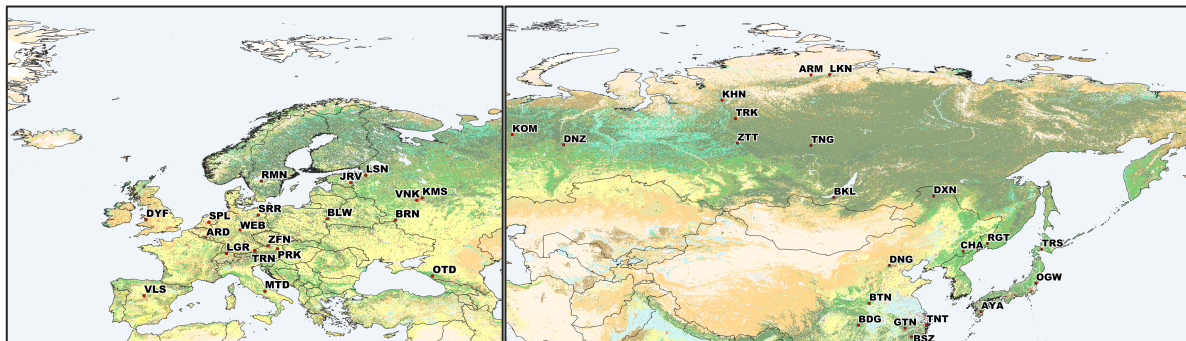 RMN
LSN
JRV
VNK
KMS
DYF
SPL
SRR
BLW
BRN
ARD
WEB
ZFN
LGR
PRK
TRN
OTD
VLS
MTD
ARM
LKN
KHN
TRK
KOM
DNZ
ZTT
TNG
BKL
DXN
CHA
RGT
TRS
DNG
OGW
BTN
AYA
BDG
GTN
TNT
BSZ